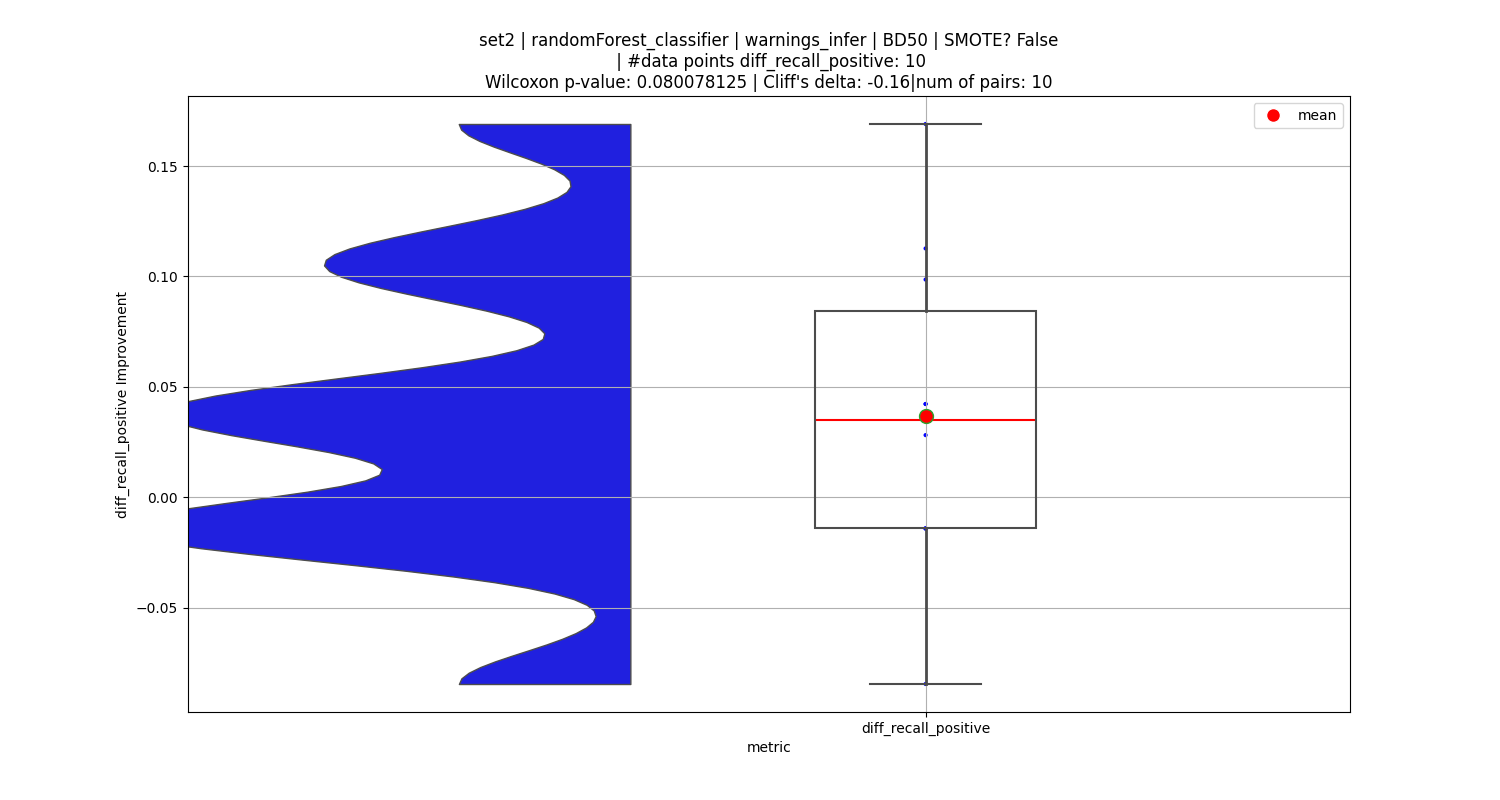 set2 | randomForest_classifier | warnings_infer | BD50 | SMOTE? False
| #data points diff_recall_positive: 10
Wilcoxon p-value: 0.080078125 | Cliff's delta: -0.16|num of pairs: 10
mean
0.15
0.10
0.05
0.00
−0.05
diff_recall_positive Improvement
diff_recall_positive
metric